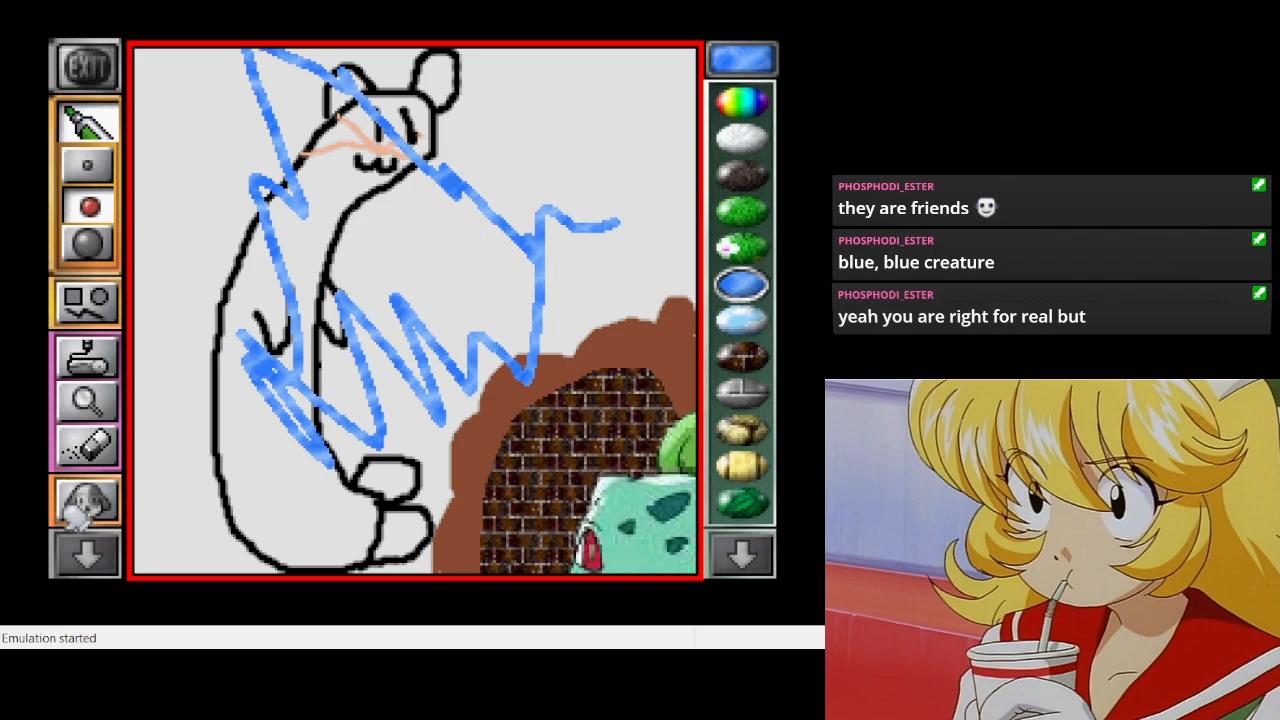 EXIT
PHOSPHODI_ESTER
they are friends
PHOSPHODI_ESTER
blue, blue creature
PHOSPHODI_ESTER
yeah you are right for real but
Emulation started